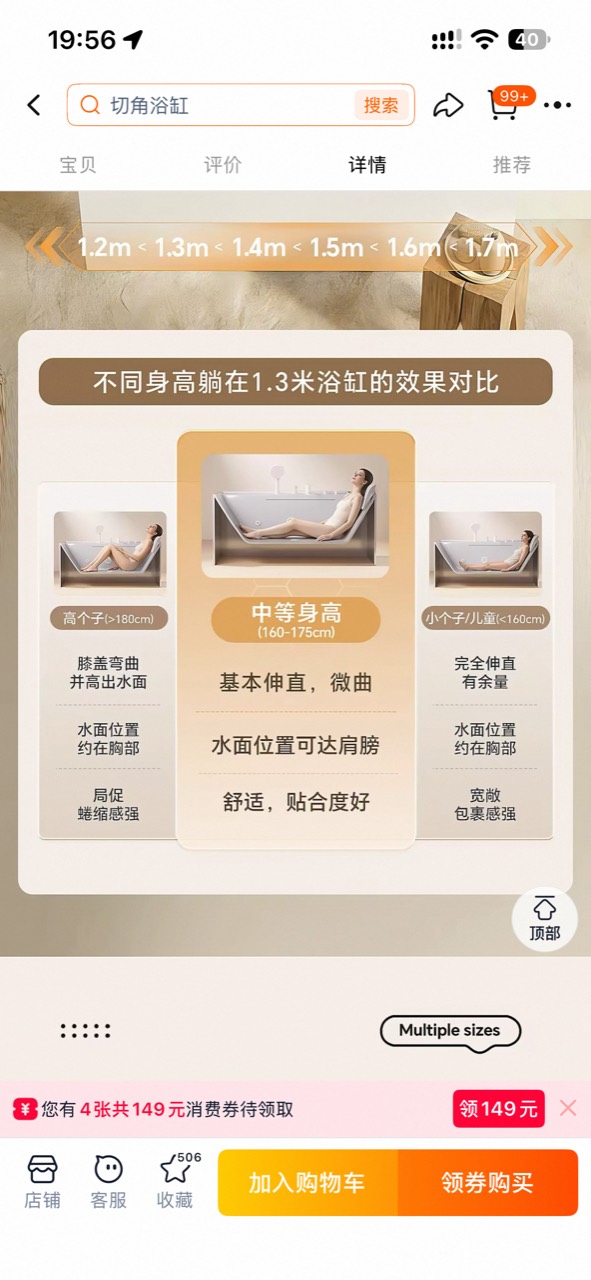 19:56
40
切角浴缸
搜索
99+
宝贝
评价
详情
推荐
1.2m < 1.3m < 1.4m < 1.5m < 1.6m < 1.7m
不同身高躺在1.3米浴缸的效果对比
高个子(>180cm)
膝盖弯曲
并高出水面
水面位置
约在胸部
局促
蜷缩感强
中等身高
(160-175cm)
基本伸直，微曲
水面位置可达肩膀
舒适，贴合度好
小个子/儿童(<160cm)
完全伸直
有余量
水面位置
约在胸部
宽敞
包裹感强
顶部
Multiple sizes
¥ 您有4张共149元消费券待领取
领149元
店铺
客服
506
收藏
加入购物车
领券购买